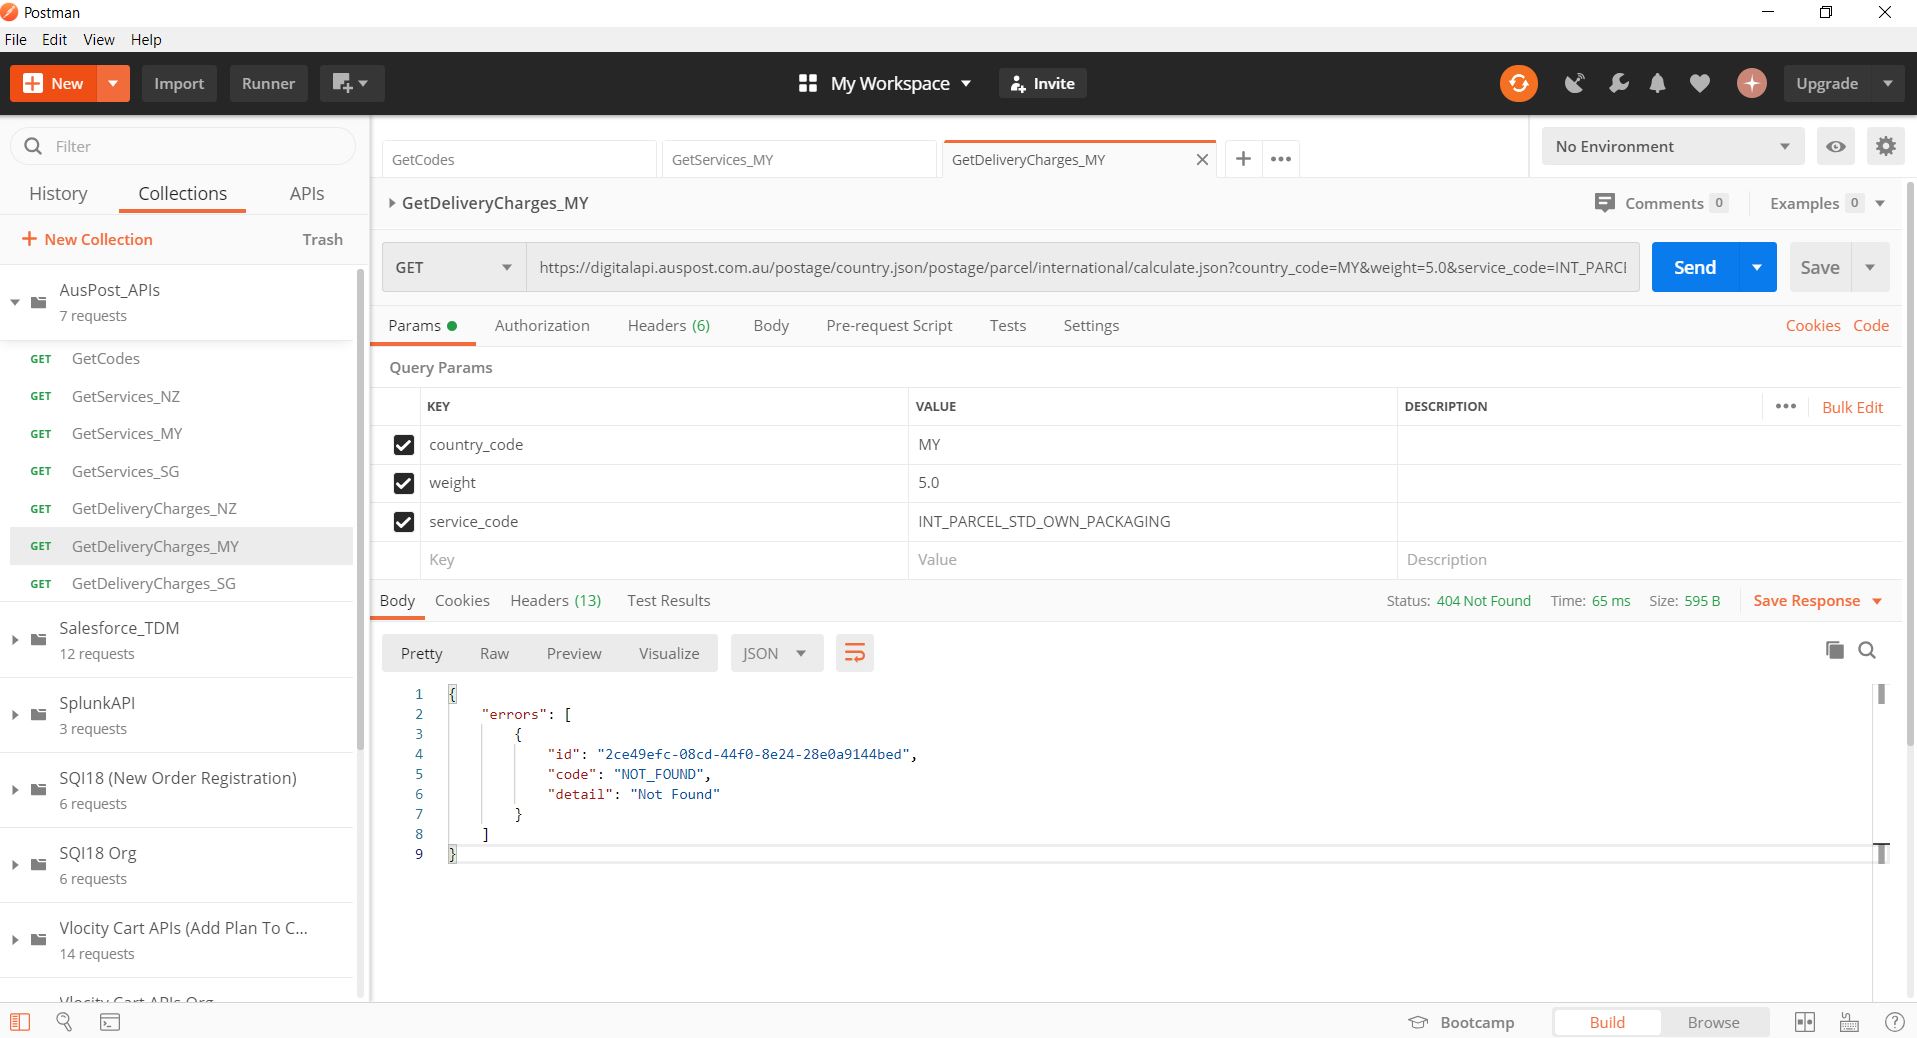 Postman
File Edit View Help
New Import Runner My Workspace Invite Upgrade
Filter
History Collections APIs
New Collection Trash
AusPost_APIs
7 requests
GET GetCodes
GET GetServices_NZ
GET GetServices_MY
GET GetServices_SG
GET GetDeliveryCharges_NZ
GET GetDeliveryCharges_MY
GET GetDeliveryCharges_SG
Salesforce_TDM
12 requests
SplunkAPI
3 requests
SQI18 (New Order Registration)
6 requests
SQI18 Org
6 requests
Vlocity Cart APIs (Add Plan To C...
14 requests
Vlocity Cart APIs Org
GetCodes GetServices_MY GetDeliveryCharges_MY No Environment
GetDeliveryCharges_MY Comments 0 Examples 0
GET https://digitalapi.auspost.com.au/postage/country.json/postage/parcel/international/calculate.json?country_code=MY&weight=5.0&service_code=INT_PARCE Send Save
Params Authorization Headers (6) Body Pre-request Script Tests Settings Cookies Code
Query Params
KEY VALUE DESCRIPTION Bulk Edit
country_code MY
weight 5.0
service_code INT_PARCEL_STD_OWN_PACKAGING
Key Value Description
Body Cookies Headers (13) Test Results Status: 404 Not Found Time: 65 ms Size: 595 B Save Response
Pretty Raw Preview Visualize JSON
1 {
2 "errors": [
3 {
4 "id": "2ce49efc-08cd-44f0-8e24-28e0a9144bed",
5 "code": "NOT_FOUND",
6 "detail": "Not Found"
7 }
8 ]
9 }
Bootcamp Build Browse